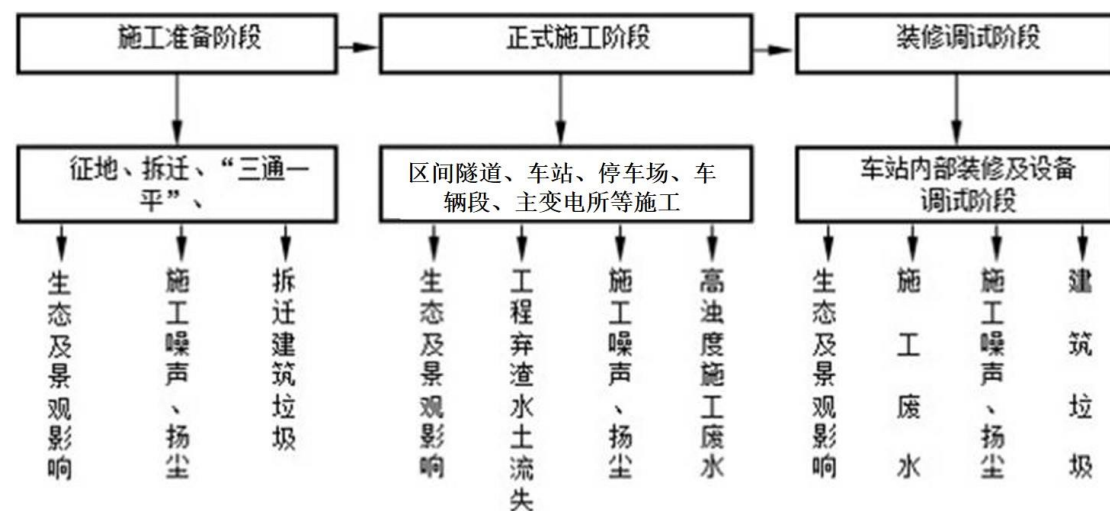 施工准备阶段
正式施工阶段
装修调试阶段
征地、拆迁、“三通一
平”、
区间隧道、车站、停车场、车
辆段、主变电所等施工
车站内部装修及设备
调试阶段
生态及景观影响
施工噪声、扬尘
拆迁建筑垃圾
生态及景观影响
工程弃渣水土流失
施工噪声、扬尘
高浊度施工废水
生态及景观影响
施工废水
施工噪声、扬尘
建筑垃圾